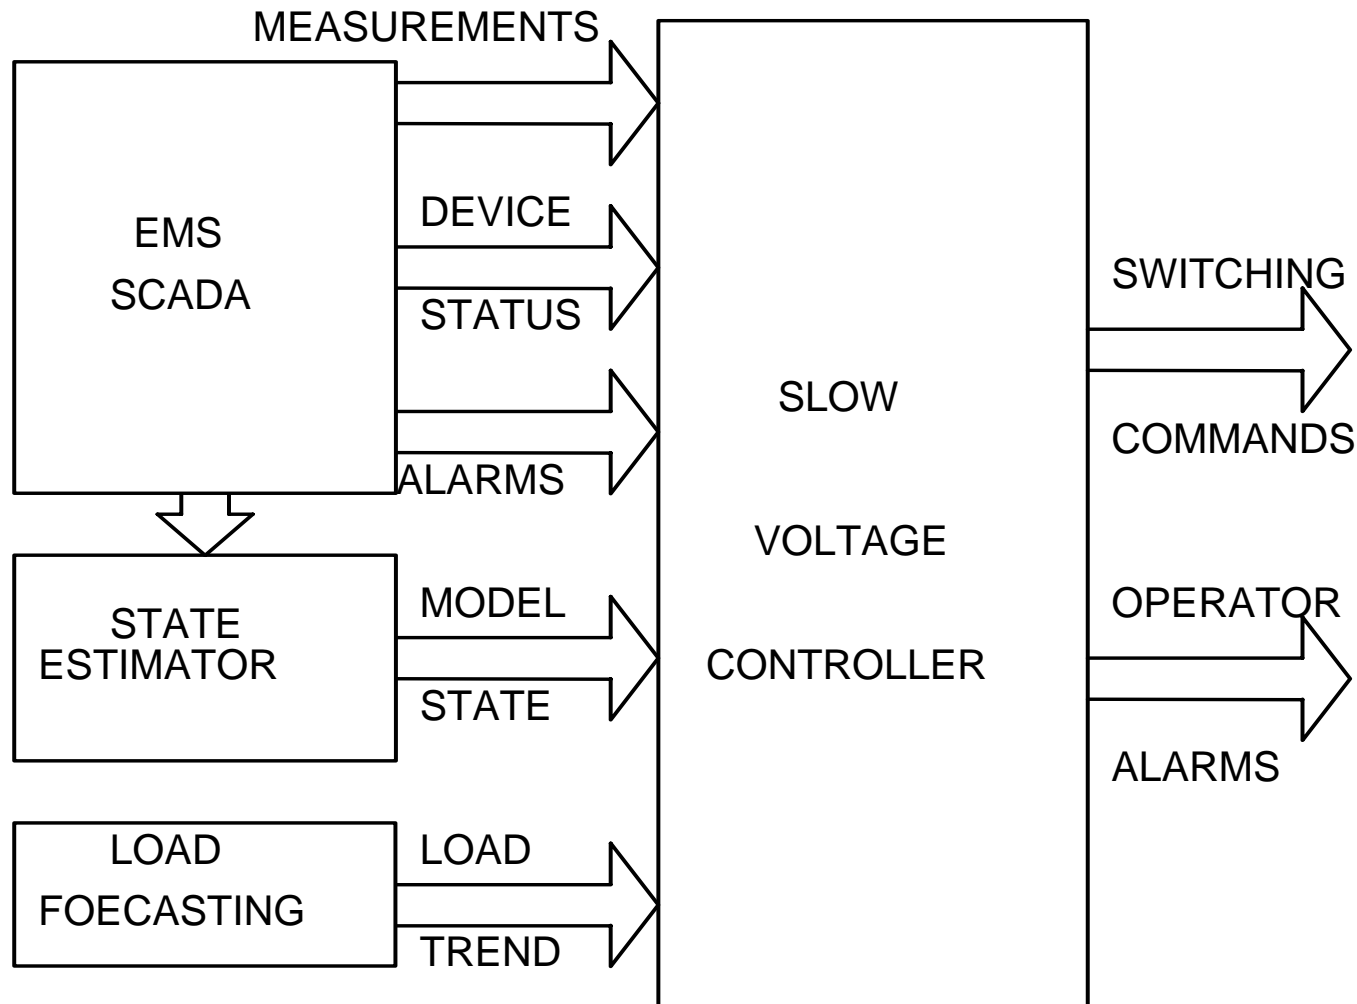 MEASUREMENTS
EMS
SCADA
DEVICE
STATUS
ALARMS
STATE
ESTIMATOR
MODEL
STATE
LOAD
FOECASTING
LOAD
TREND
SLOW
VOLTAGE
CONTROLLER
SWITCHING
COMMANDS
OPERATOR
ALARMS